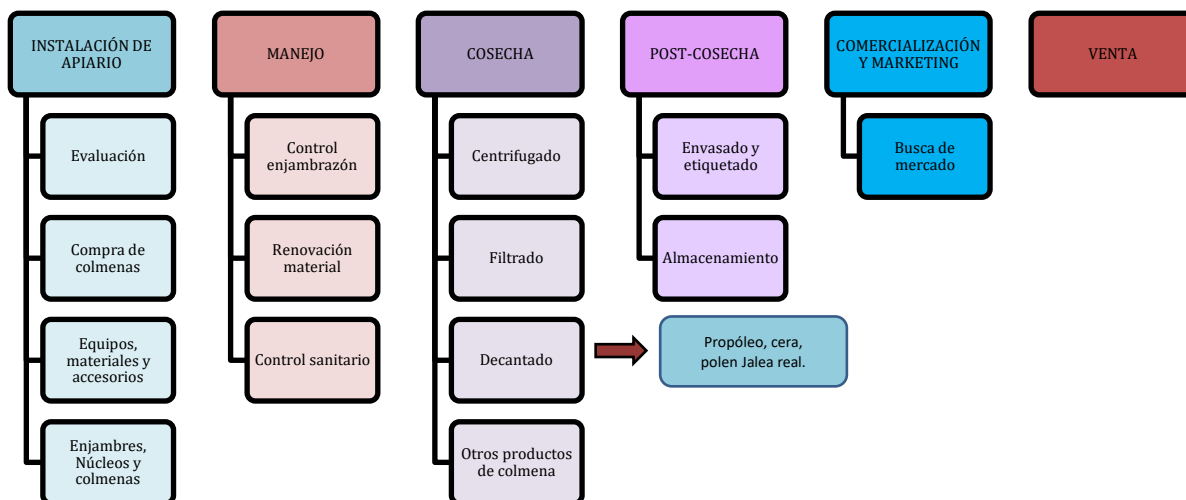 INSTALACIÓN DE
APIARIO
MANEJO
COSECHA
POST-COSECHA
COMERCIALIZACIÓN
Y MARKETING
VENTA
Evaluación
Compra de
colmenas
Equipos,
materiales y
accesorios
Enjambres,
Núcleos y
colmenas
Control
enjambrazón
Renovación
material
Control sanitario
Centrifugado
Filtrado
Decantado
Otros productos
de colmena
Envasado y
etiquetado
Almacenamiento
Propóleo, cera,
polen Jalea real.
Busca de
mercado